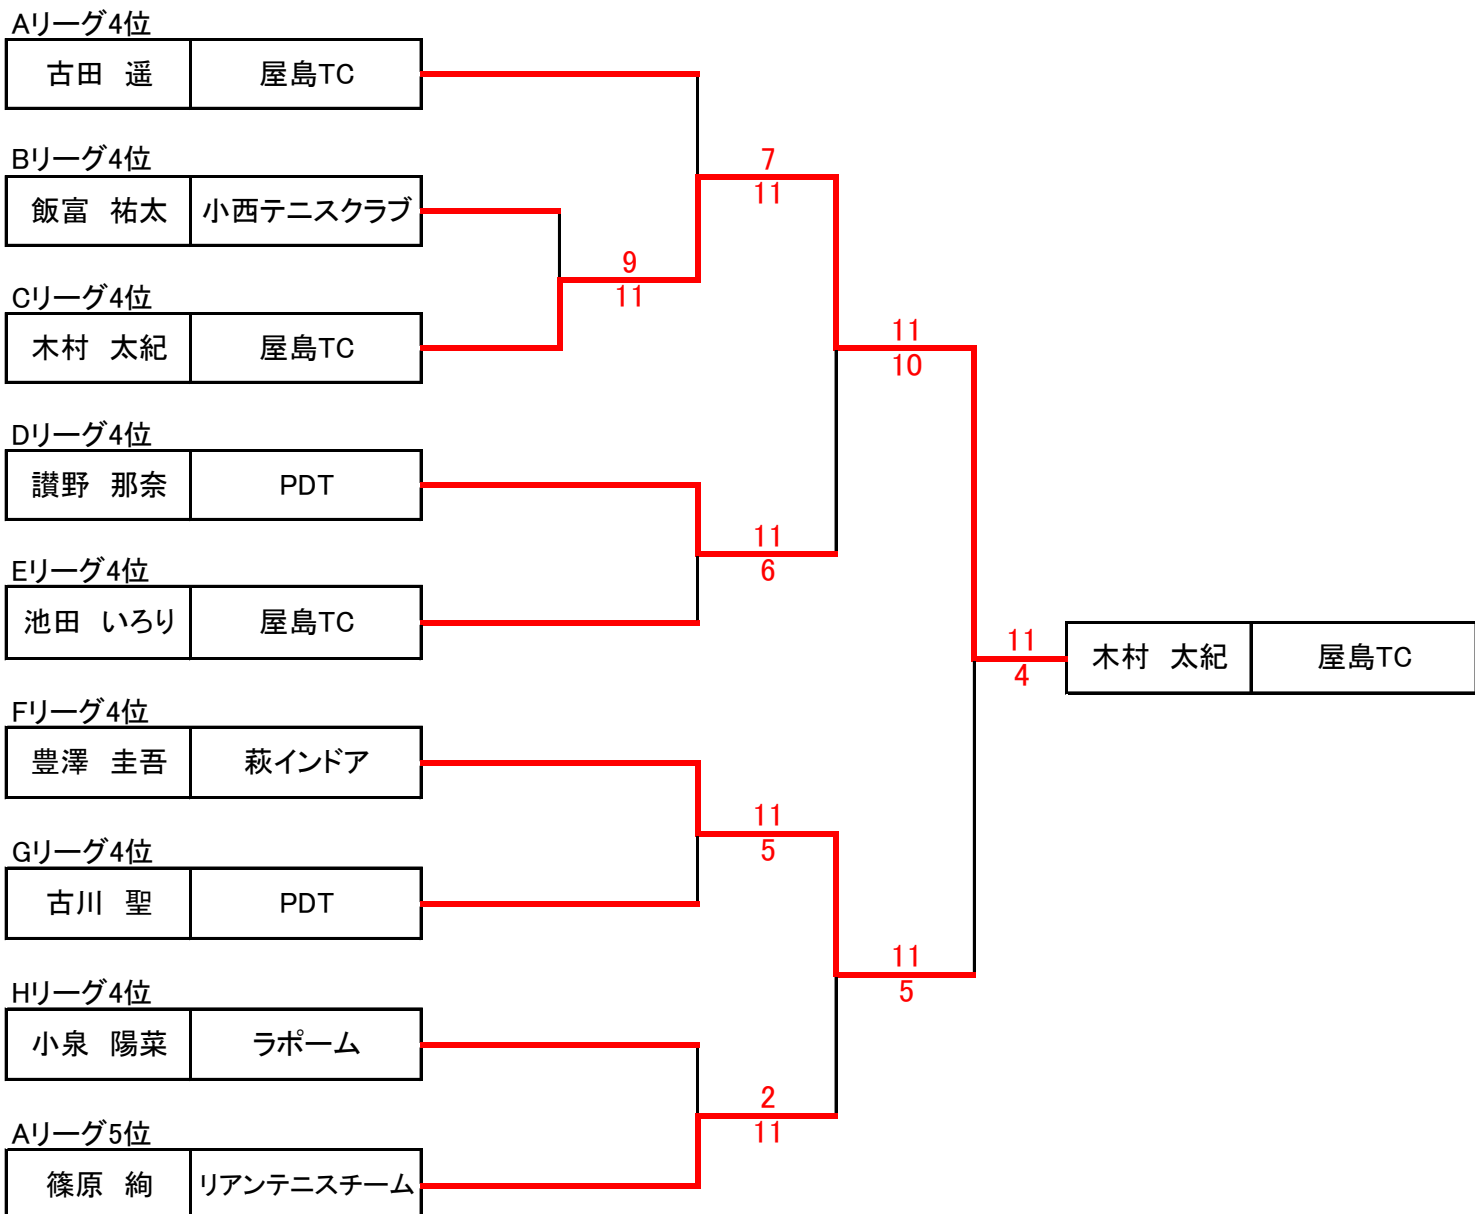 Aリーグ4位
古田　遥　屋島TC
Bリーグ4位
7
11
飯富　祐太　小西テニスクラブ
9
11
Cリーグ4位
木村　太紀　屋島TC
11
10
Dリーグ4位
讃野　那奈　PDT
11
6
Eリーグ4位
池田　いろり　屋島TC
11
4
木村　太紀　屋島TC
Fリーグ4位
豊澤　圭吾　萩インドア
11
5
Gリーグ4位
古川　聖　PDT
11
5
Hリーグ4位
小泉　陽菜　ラポーム
2
11
Aリーグ5位
篠原　絢　リアンテニスチーム